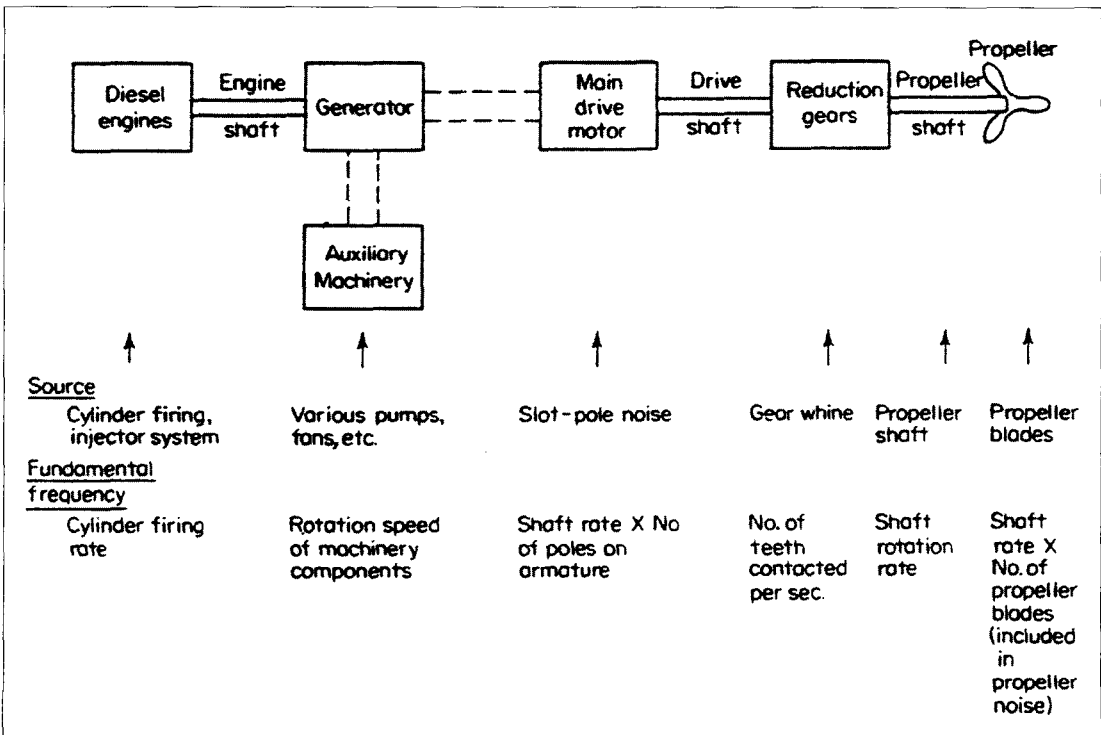 Propeller
Diesel
engines
Engine
shaft
Generator
Main
drive
motor
Drive
shaft
Reduction
gears
Propeller
shaft
Auxiliary
Machinery
Source
Cylinder firing,
injector system
Various pumps,
fans, etc.
Slot-pole noise
Gear whine
Propeller
shaft
Propeller
blades
Fundamental
frequency
Cylinder firing
rate
Rotation speed
of machinery
components
Shaft rate X No
of poles on
armature
No. of
teeth
contacted
per sec.
Shaft
rotation
rate
Shaft
rate X
No. of
propeller
blades
(included
in
propeller
noise)